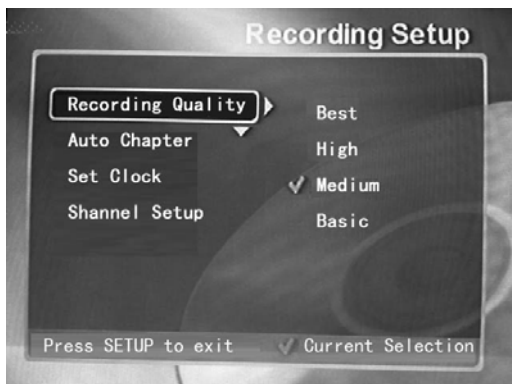 Recording Setup
Recording Quality
Auto Chapter
Set Clock
Shannel Setup
Best
High
Medium
Basic
Press SETUP to exit
Current Selection